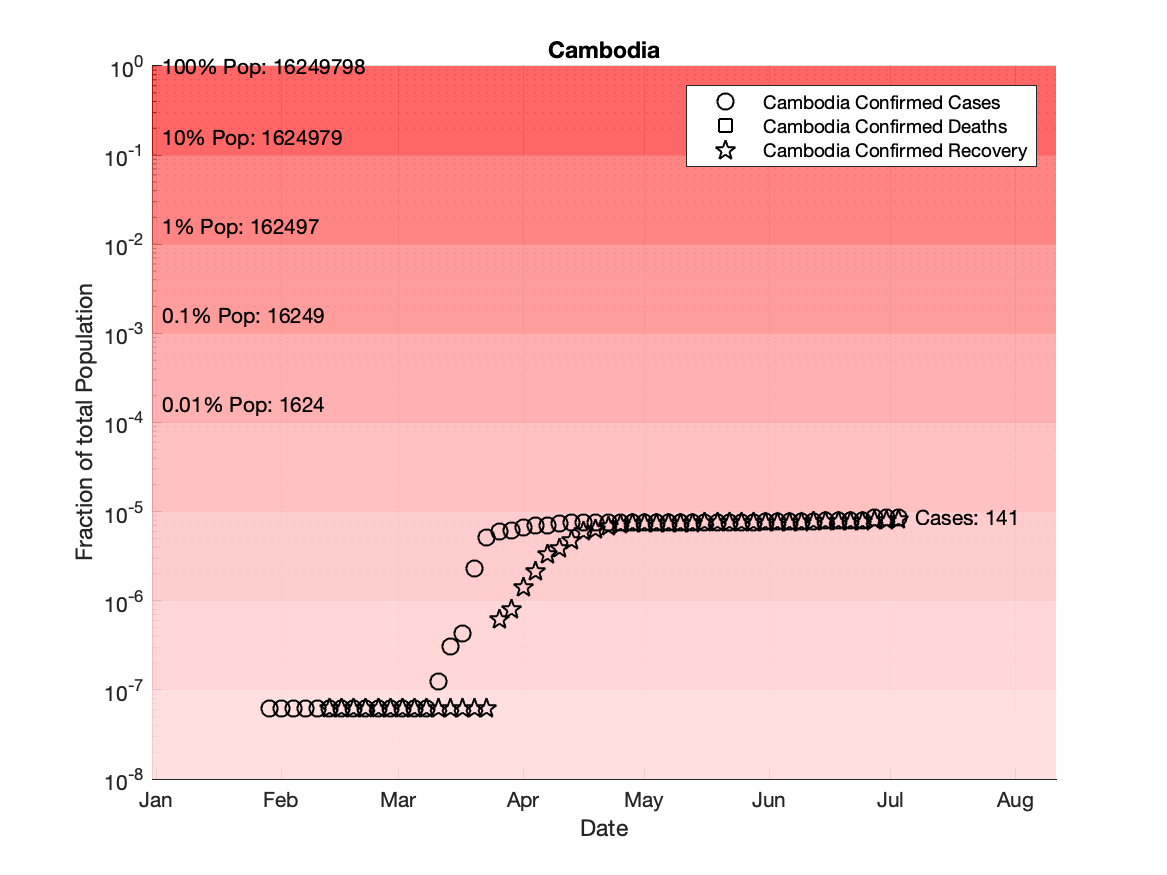 Cambodia
10^0
100% Pop: 16249798
Cambodia Confirmed Cases
Cambodia Confirmed Deaths
Cambodia Confirmed Recovery
10% Pop: 1624979
10^-1
1% Pop: 162497
10^-2
0.1% Pop: 16249
10^-3
0.01% Pop: 1624
10^-4
10^-5
Cases: 141
10^-6
10^-7
10^-8
Fraction of total Population
Jan Feb Mar Apr May Jun Jul Aug
Date